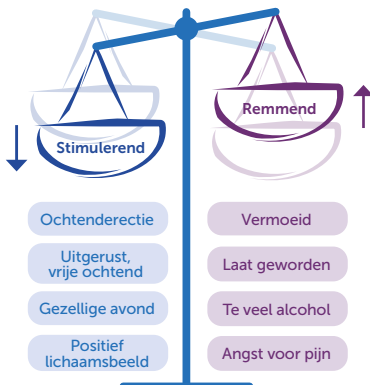 Stimulerend
Remmend
Ochtenderectie
Uitgerust,
vrije ochtend
Gezellige avond
Positief
lichaamsbeeld
Vermoeid
Laat geworden
Te veel alcohol
Angst voor pijn